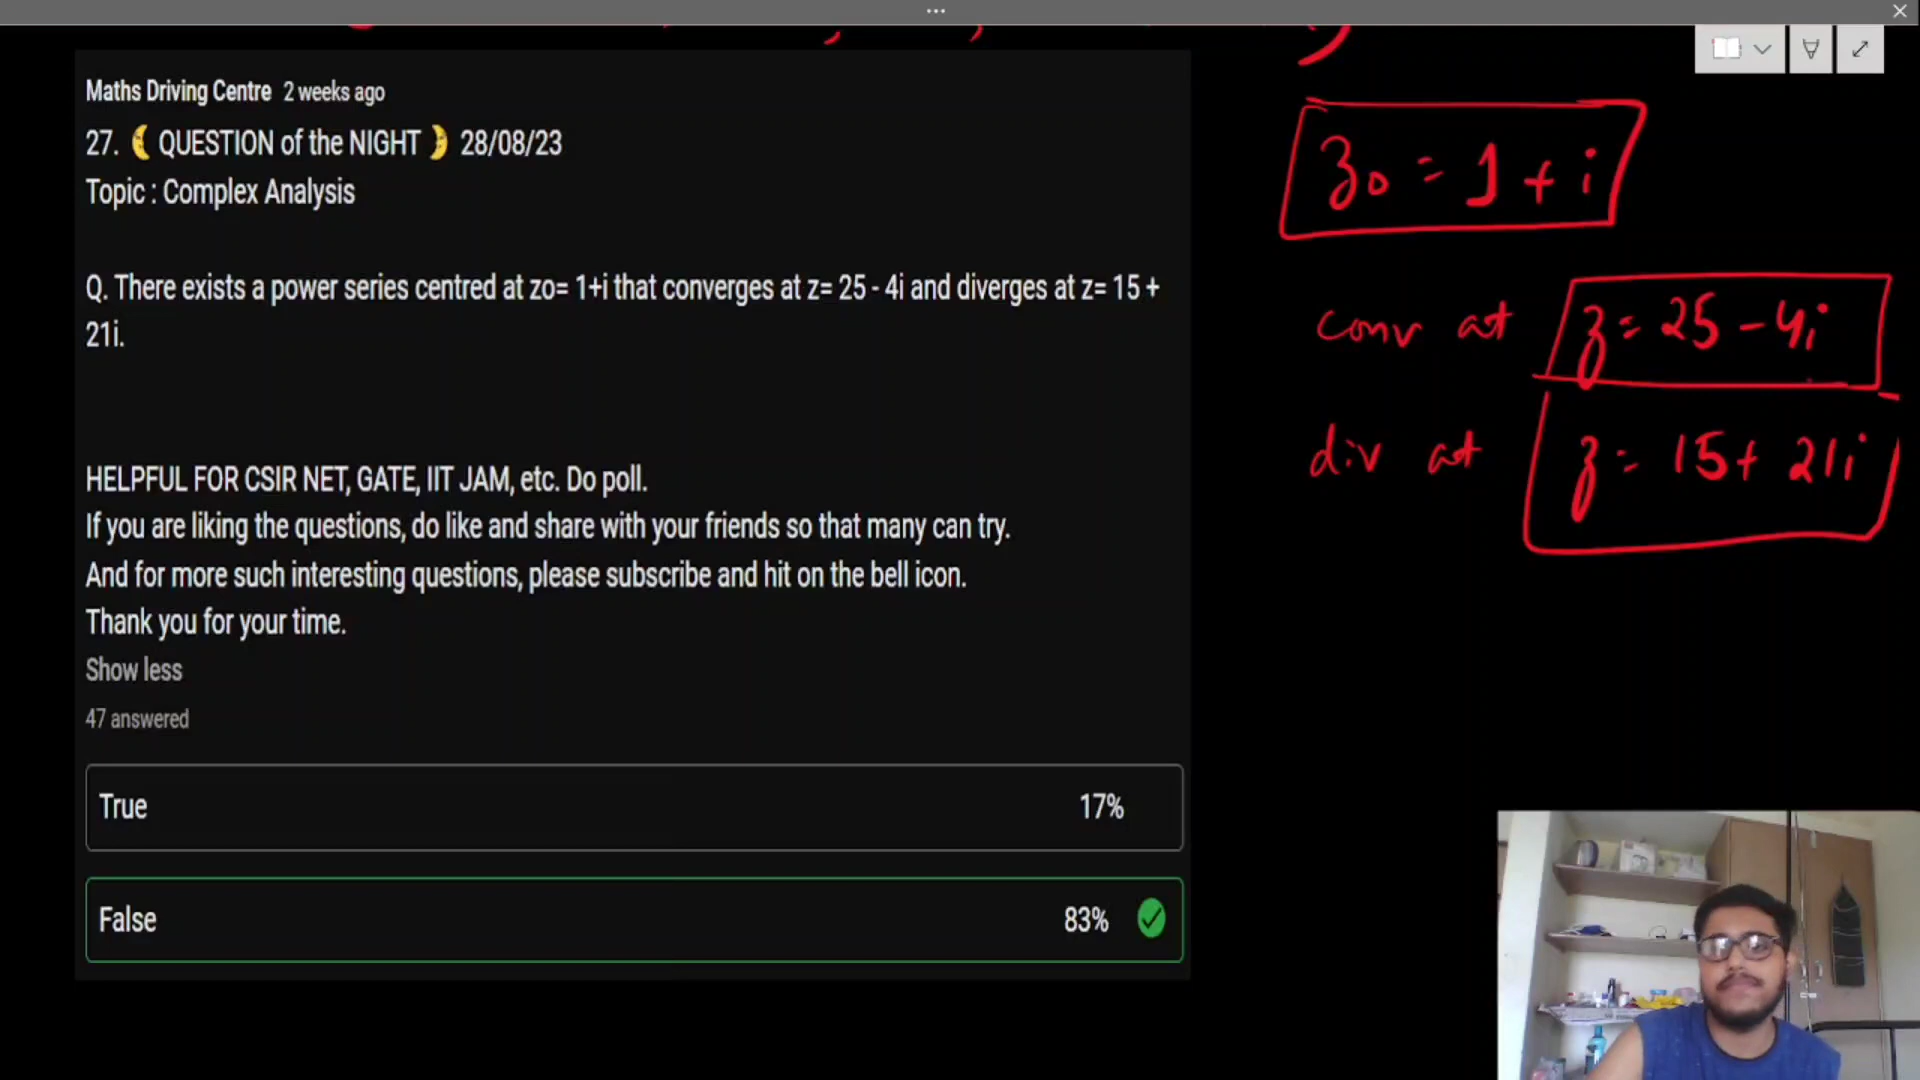 Maths Driving Centre 2 weeks ago
27. 🌜 QUESTION of the NIGHT 🌛 28/08/23
Topic : Complex Analysis
Q. There exists a power series centred at zo= 1+i that converges at z= 25 - 4i and diverges at z= 15 +
21i.
HELPFUL FOR CSIR NET, GATE, IIT JAM, etc. Do poll.
If you are liking the questions, do like and share with your friends so that many can try.
And for more such interesting questions, please subscribe and hit on the bell icon.
Thank you for your time.
Show less
47 answered
True 17%
False 83%
z0 = 1 + i
conv at z = 25 - 4i
div at z = 15 + 21i